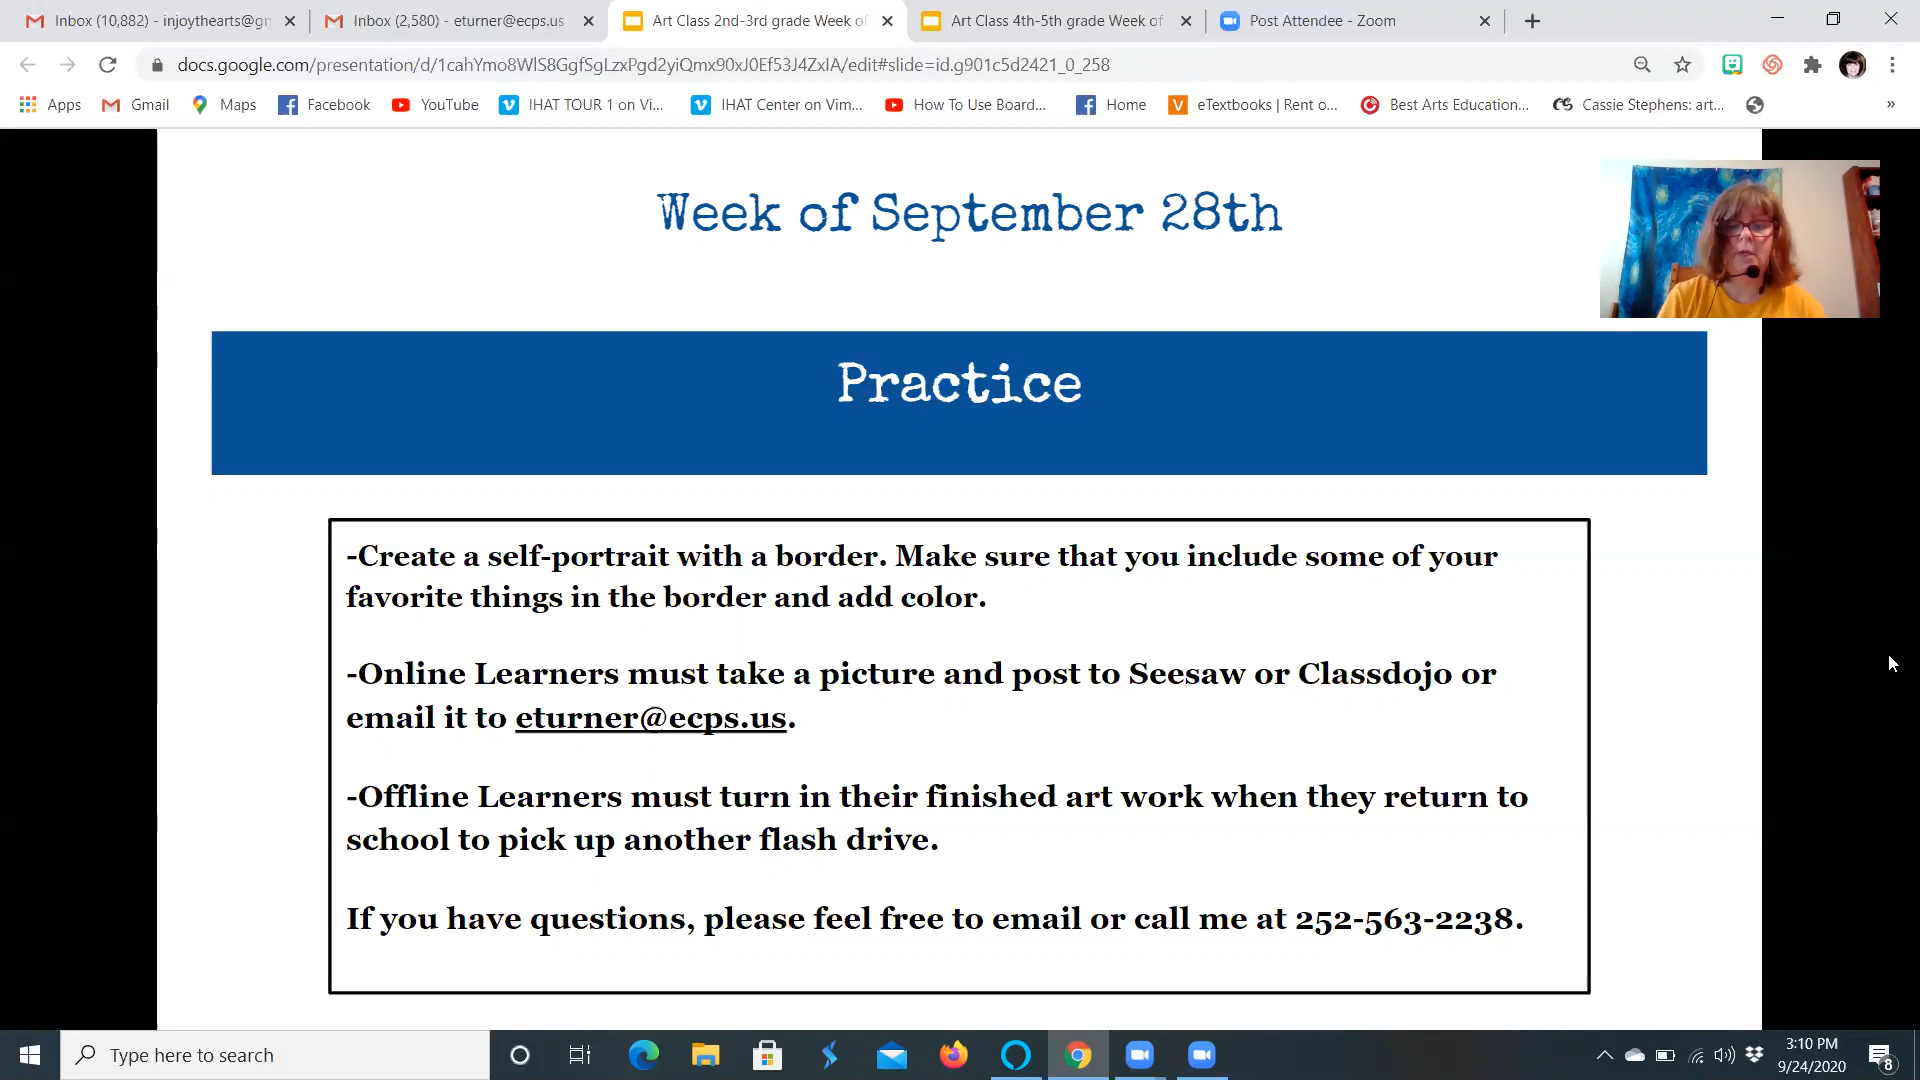 Inbox (10,882) - injoythearts@gm
Inbox (2,580) - eturner@ecps.us
Art Class 2nd-3rd grade Week of
Art Class 4th-5th grade Week of
Post Attendee - Zoom
docs.google.com/presentation/d/1cahYmo8WlS8GgfSgLzxPgd2yiQmx90xJ0Ef53J4ZxIA/edit#slide=id.g901c5d2421_0_258
Apps
Gmail
Maps
Facebook
YouTube
IHAT TOUR 1 on Vi...
IHAT Center on Vim...
How To Use Board...
Home
eTextbooks | Rent o...
Best Arts Education...
CS
Cassie Stephens: art...
»
Week of September 28th
Practice
-Create a self-portrait with a border. Make sure that you include some of your
favorite things in the border and add color.
-Online Learners must take a picture and post to Seesaw or Classdojo or
email it to eturner@ecps.us.
-Offline Learners must turn in their finished art work when they return to
school to pick up another flash drive.
If you have questions, please feel free to email or call me at 252-563-2238.
Type here to search
3:10 PM
9/24/2020
8